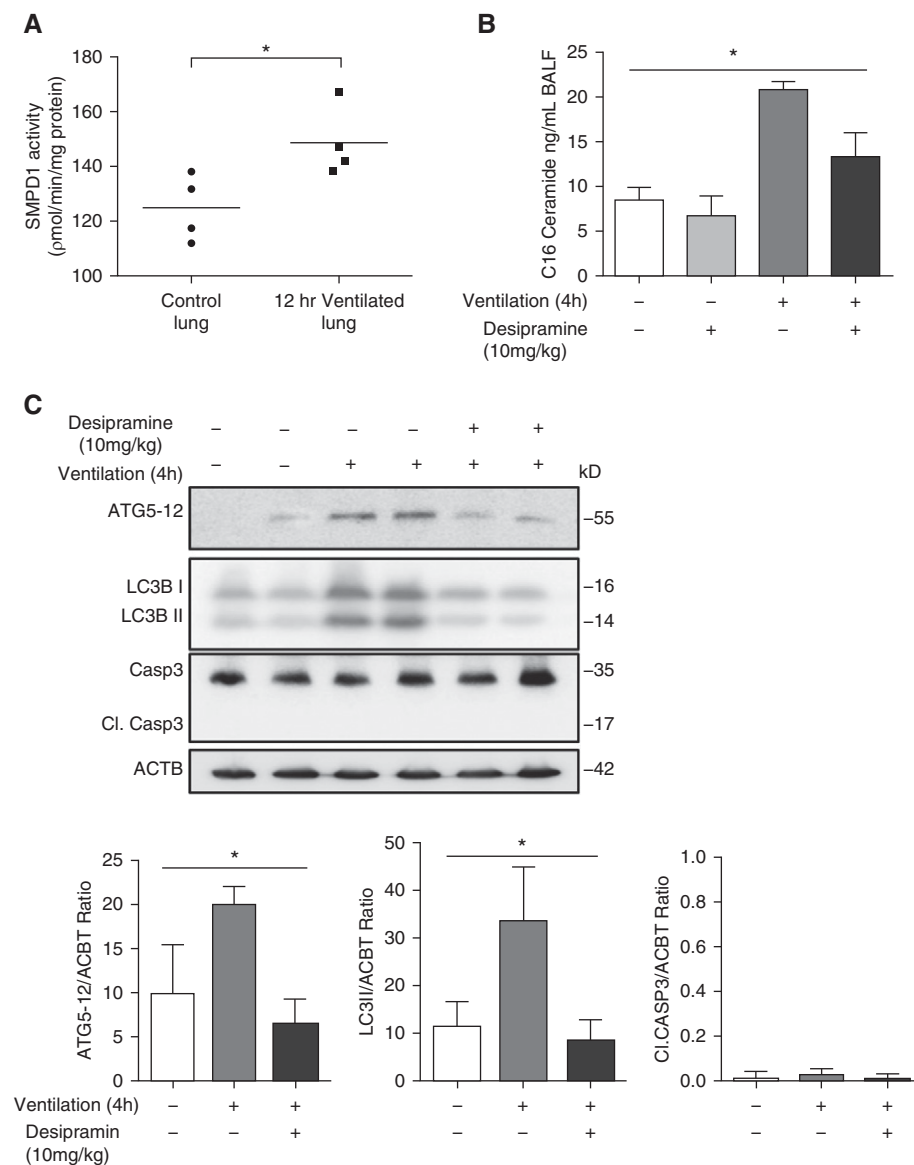 A
SMPD1 activity
(ρmol/min/mg protein)
180
160
140
120
100
*
Control
lung
12 hr Ventilated
lung
B
C16 Ceramide ng/mL BALF
25
20
15
10
5
0
*
Ventilation (4h) – – + +
Desipramine – + – +
(10mg/kg)
C
Desipramine – – – – + +
(10mg/kg)
Ventilation (4h) – – + + + + kD
ATG5-12 –55
LC3B I –16
LC3B II –14
Casp3 –35
Cl. Casp3 –17
ACTB –42
ATG5-12/ACBT Ratio
25
20
15
10
5
0
*
LC3II/ACBT Ratio
50
40
30
20
10
0
*
Cl.CASP3/ACBT Ratio
1.0
0.8
0.6
0.4
0.2
0.0
Ventilation (4h) – + + – + + – + +
Desipramin – – + – – + – – +
(10mg/kg)